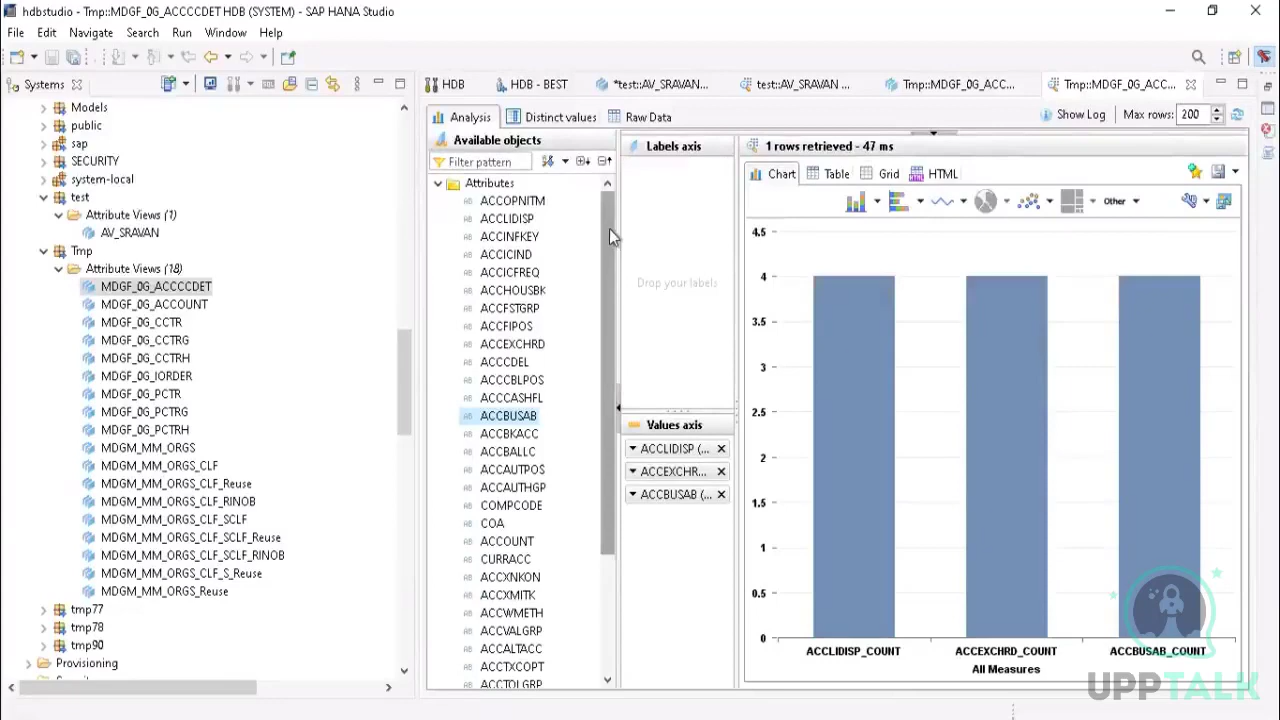 hdbstudio - Tmp::MDGF_0G_ACCCCDET HDB (SYSTEM) - SAP HANA Studio
File Edit Navigate Search Run Window Help
Systems
Models
public
sap
SECURITY
system-local
test
Attribute Views (1)
AV_SRAVAN
Tmp
Attribute Views (18)
MDGF_0G_ACCCCDET
MDGF_0G_ACCOUNT
MDGF_0G_CCTR
MDGF_0G_CCTRG
MDGF_0G_CCTRH
MDGF_0G_IORDER
MDGF_0G_PCTR
MDGF_0G_PCTRG
MDGF_0G_PCTRH
MDGM_MM_ORGS
MDGM_MM_ORGS_CLF
MDGM_MM_ORGS_CLF_Reuse
MDGM_MM_ORGS_CLF_RINOB
MDGM_MM_ORGS_CLF_SCLF
MDGM_MM_ORGS_CLF_SCLF_Reuse
MDGM_MM_ORGS_CLF_SCLF_RINOB
MDGM_MM_ORGS_CLF_S_Reuse
MDGM_MM_ORGS_Reuse
tmp77
tmp78
tmp90
Provisioning
HDB HDB - BEST *test::AV_SRAVAN... test::AV_SRAVAN ... Tmp::MDGF_0G_ACC... Tmp::MDGF_0G_ACC...
Analysis Distinct values Raw Data Show Log Max rows: 200
Available objects
Filter pattern
Attributes
ACCOPNITM
ACCLIDISP
ACCINFKEY
ACCICIND
ACCICFREQ
ACCHOUSBK
ACCFSTGRP
ACCFIPOS
ACCEXCHRD
ACCCDEL
ACCCBLPOS
ACCCASHFL
ACCBUSAB
ACCBKACC
ACCBALLC
ACCAUTPOS
ACCAUTHGP
COMPCODE
COA
ACCOUNT
CURRACC
ACCXNKON
ACCXMITK
ACCWMETH
ACCVALGRP
ACCALTACC
ACCTXCOPT
ACCTOLGRP
Labels axis
Drop your labels
Values axis
ACCLIDISP (...
ACCEXCHR...
ACCBUSAB (...
1 rows retrieved - 47 ms
Chart Table Grid HTML
Other
4.5
4
3.5
3
2.5
2
1.5
1
0.5
0
ACCLIDISP_COUNT ACCEXCHRD_COUNT ACCBUSAB_COUNT
All Measures
UPPTALK